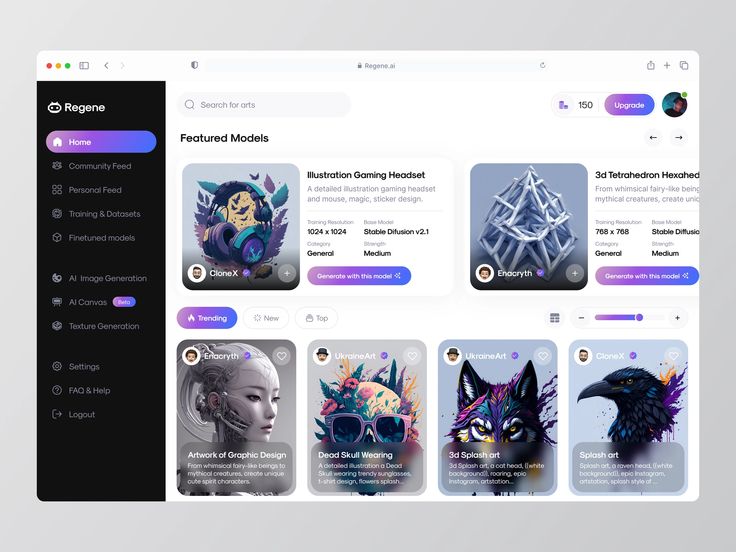 Regene.ai
Regene
Home
Community Feed
Personal Feed
Training & Datasets
Finetuned models
AI Image Generation
AI Canvas Beta
Texture Generation
Settings
FAQ & Help
Logout
Search for arts
150
Upgrade
Featured Models
Illustration Gaming Headset
A detailed illustration gaming headset
and mouse, magic, sticker design.
Training Resolution Base Model
1024 x 1024 Stable Difusion v2.1
Category Strength
General Medium
Generate with this model
CloneX
3d Tetrahedron Hexahed
From whimsical fairy-like being
mythical creatures, create uniq
Training Resolution Base Model
768 x 768 Stable Difusion
Category Strength
General Medium
Generate with this model
Enacryth
Trending
New
Top
Enacryth
Artwork of Graphic Design
From whimsical fairy-like beings to
mythical creatures, create unique
cute spirit characters.
UkraineArt
Dead Skull Wearing
A detailed illustration a Dead
Skull wearing trendy sunglasses,
t-shirt design, flowers splash...
UkraineArt
3d Splash art
3d Splash art, a cat head, ((white
background)), roaring, epic
Instagram, artstation...
CloneX
Splash art
Splash art, a raven head, ((white
background)), epic Instagram,
artstation, splash style of ...